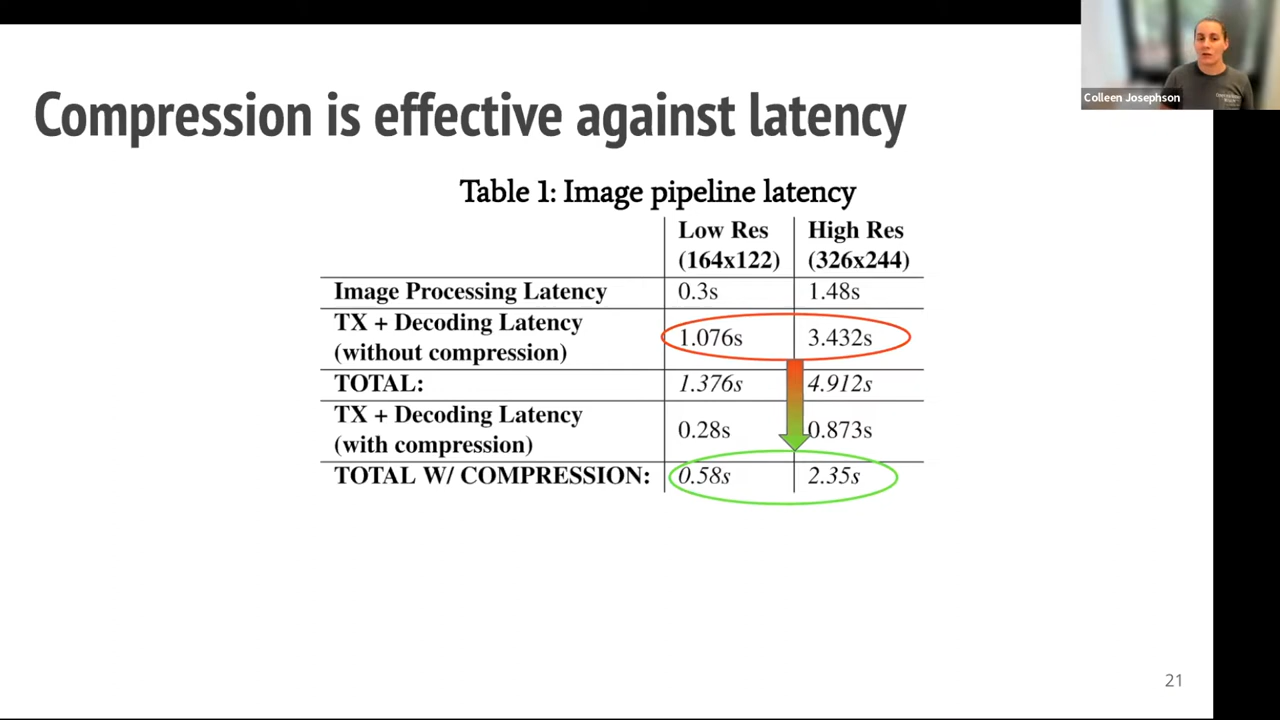 Compression is effective against latency
Colleen Josephson
Table 1: Image pipeline latency
Low Res High Res
(164x122) (326x244)
Image Processing Latency 0.3s 1.48s
TX + Decoding Latency
(without compression) 1.076s 3.432s
TOTAL: 1.376s 4.912s
TX + Decoding Latency
(with compression) 0.28s 0.873s
TOTAL W/ COMPRESSION: 0.58s 2.35s
21